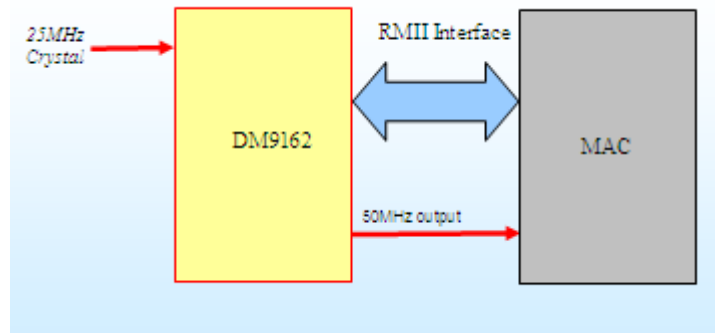 25MHz
Crystal
RMII Interface
DM9162
MAC
50MHz output